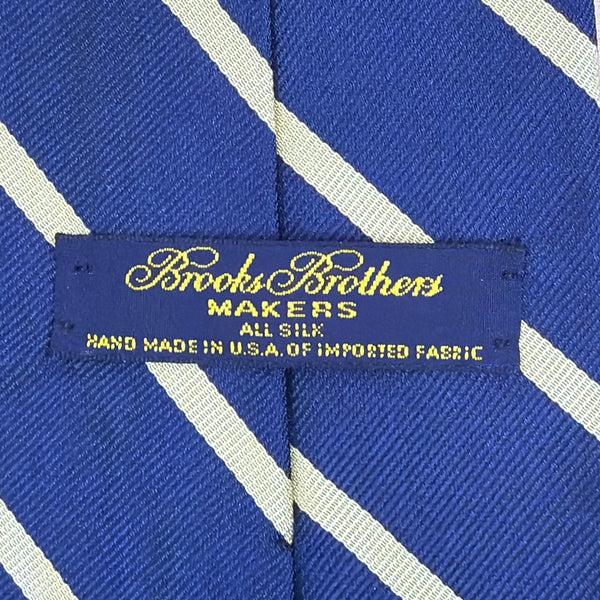 Brooks Brothers
MAKERS
ALL SILK
HAND MADE IN U.S.A. OF IMPORTED FABRIC